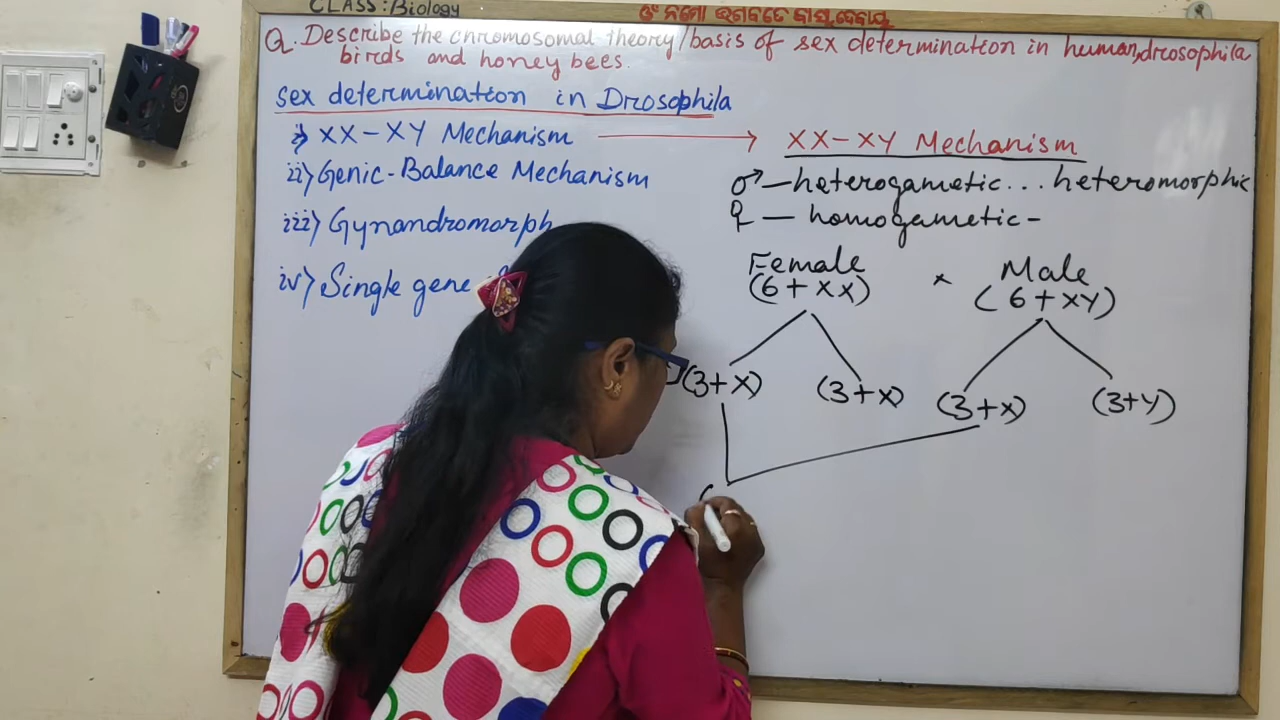 CLASS: Biology
ଓଁ ନମୋ ଭଗବତେ ବାସୁଦେବାୟ
Q. Describe the chromosomal theory/basis of sex determination in human, drosophila
birds and honey bees.
sex determination in Drosophila
i) XX-XY Mechanism
XX-XY Mechanism
ii) Genic-Balance Mechanism
♂ — heterogametic... heteromorphic
iii) Gynandromorph
♀ — homogametic -
iv) Single gene
Female × Male
(6+XX) (6+XY)
(3+X) (3+X) (3+X) (3+Y)
(